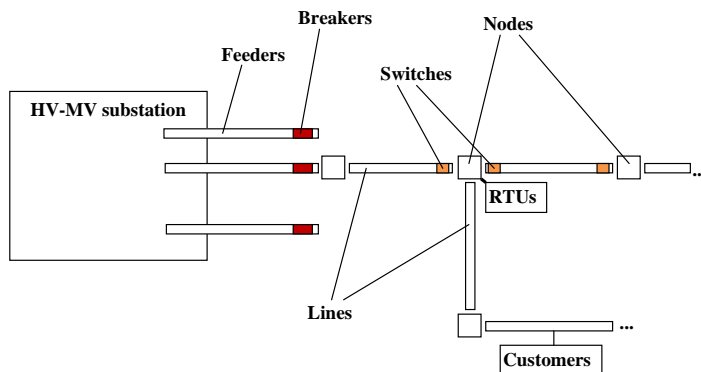 Breakers
Nodes
Feeders
Switches
HV-MV substation
..
RTUs
Lines
...
Customers